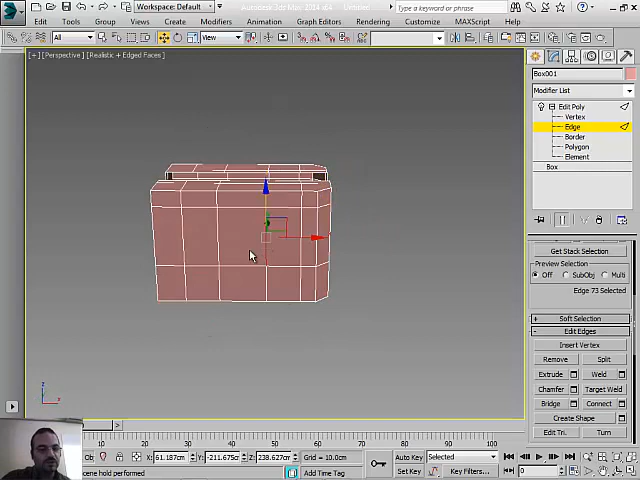 Workspace: Default
Autodesk 3ds Max 2014 x64 Untitled
Type a keyword or phrase
Edit Tools Group Views Create Modifiers Animation Graph Editors Rendering Customize MAXScript Help
All
View
[+] [Perspective] [Realistic + Edged Faces]
Box001
Modifier List
Edit Poly
Vertex
Edge
Border
Polygon
Element
Box
Get Stack Selection
Preview Selection
Off SubObj Multi
Edge 73 Selected
+ Soft Selection
- Edit Edges
Insert Vertex
Remove Split
Extrude Weld
Chamfer Target Weld
Bridge Connect
Create Shape
Edit Tri. Turn
z
x
10 20 30 40 50 60 70 80 90 100
X: 61.187cm Y: -211.675c Z: 238.627cm Grid = 10.0cm
Auto Key Selected
cene hold performed
Add Time Tag
Set Key Key Filters...
0